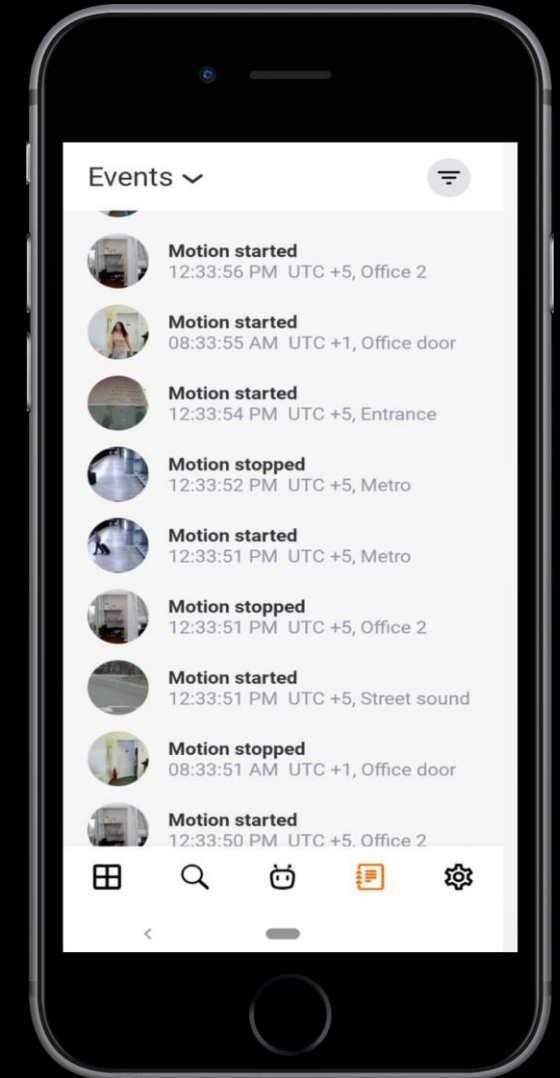 Events
Motion started
12:33:56 PM UTC +5, Office 2
Motion started
08:33:55 AM UTC +1, Office door
Motion started
12:33:54 PM UTC +5, Entrance
Motion stopped
12:33:52 PM UTC +5, Metro
Motion started
12:33:51 PM UTC +5, Metro
Motion stopped
12:33:51 PM UTC +5, Office 2
Motion started
12:33:51 PM UTC +5, Street sound
Motion stopped
08:33:51 AM UTC +1, Office door
Motion started
12:33:50 PM UTC +5, Office 2